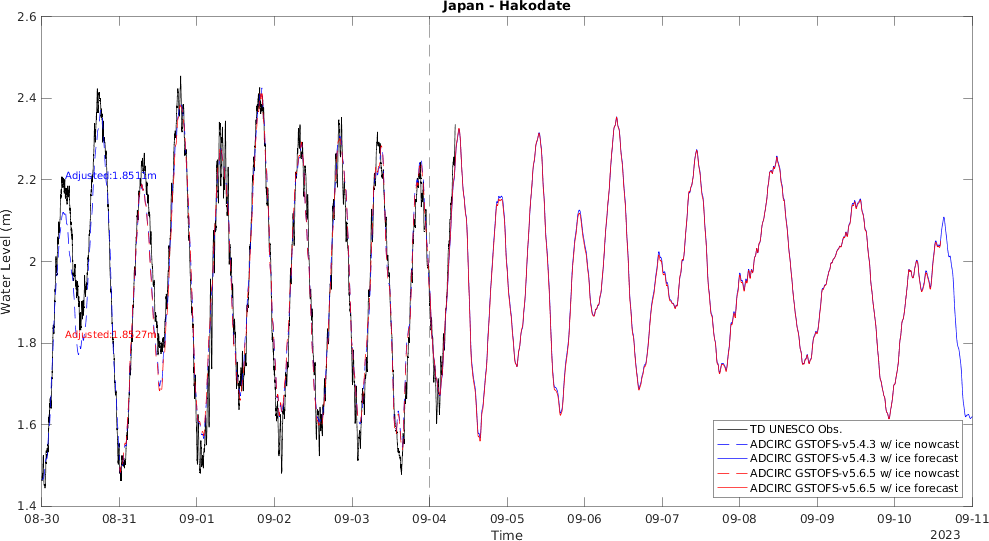 Japan - Hakodate
2.6
2.4
2.2
2
1.8
1.6
1.4
Water Level (m)
Adjusted:1.8511m
Adjusted:1.8527m
TD UNESCO Obs.
ADCIRC GSTOFS-v5.4.3 w/ ice nowcast
ADCIRC GSTOFS-v5.4.3 w/ ice forecast
ADCIRC GSTOFS-v5.6.5 w/ ice nowcast
ADCIRC GSTOFS-v5.6.5 w/ ice forecast
08-30 08-31 09-01 09-02 09-03 09-04 09-05 09-06 09-07 09-08 09-09 09-10 09-11
Time
2023